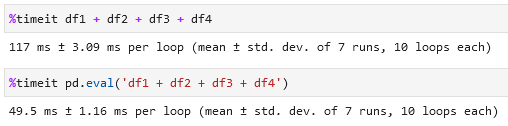 %timeit df1 + df2 + df3 + df4
117 ms ± 3.09 ms per loop (mean ± std. dev. of 7 runs, 10 loops each)
%timeit pd.eval('df1 + df2 + df3 + df4')
49.5 ms ± 1.16 ms per loop (mean ± std. dev. of 7 runs, 10 loops each)